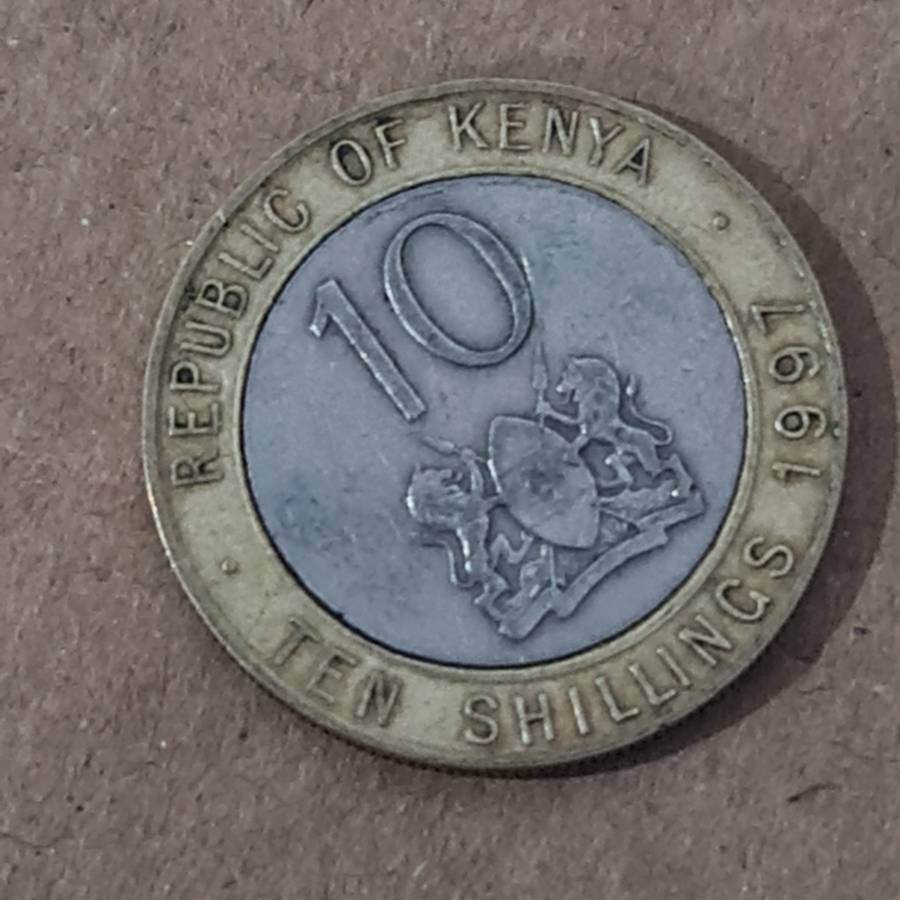 REPUBLIC OF KENYA
10
TEN SHILLINGS 1997